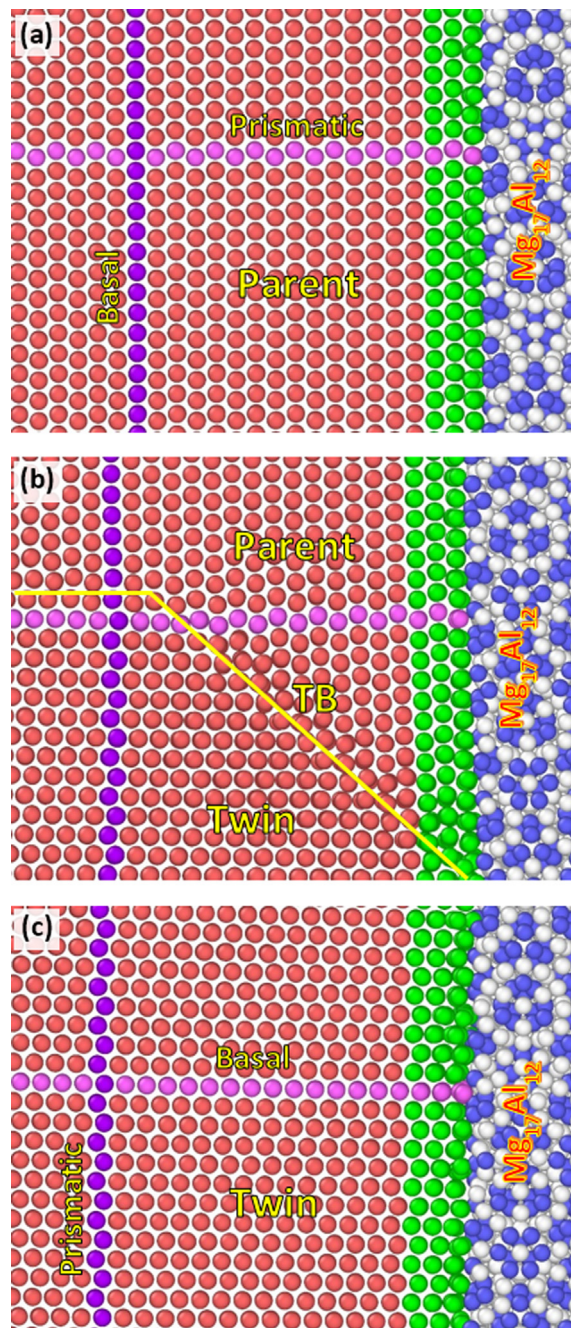 (a)
Prismatic
Basal
Parent
Mg17Al12
(b)
Parent
TB
Twin
Mg17Al12
(c)
Basal
Prismatic
Twin
Mg17Al12